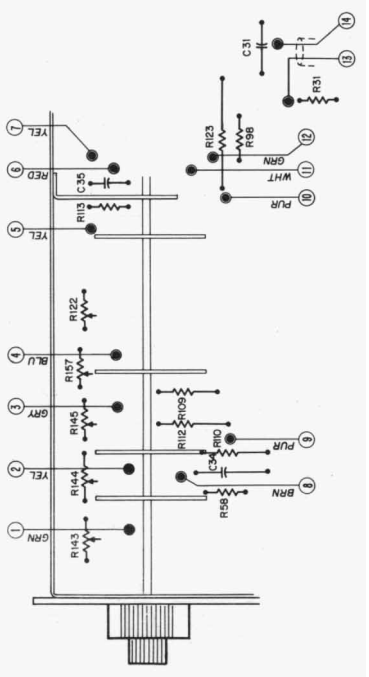 14
C31
13
R31
7
YEL
6
RED
C35
R113
5
YEL
R123
R98
12
GRN
11
WHT
10
PUR
R122
4
BLU
R157
3
GRY
R145
R109
R112
R110
9
PUR
2
YEL
R144
C34
8
BRN
R58
1
GRN
R143